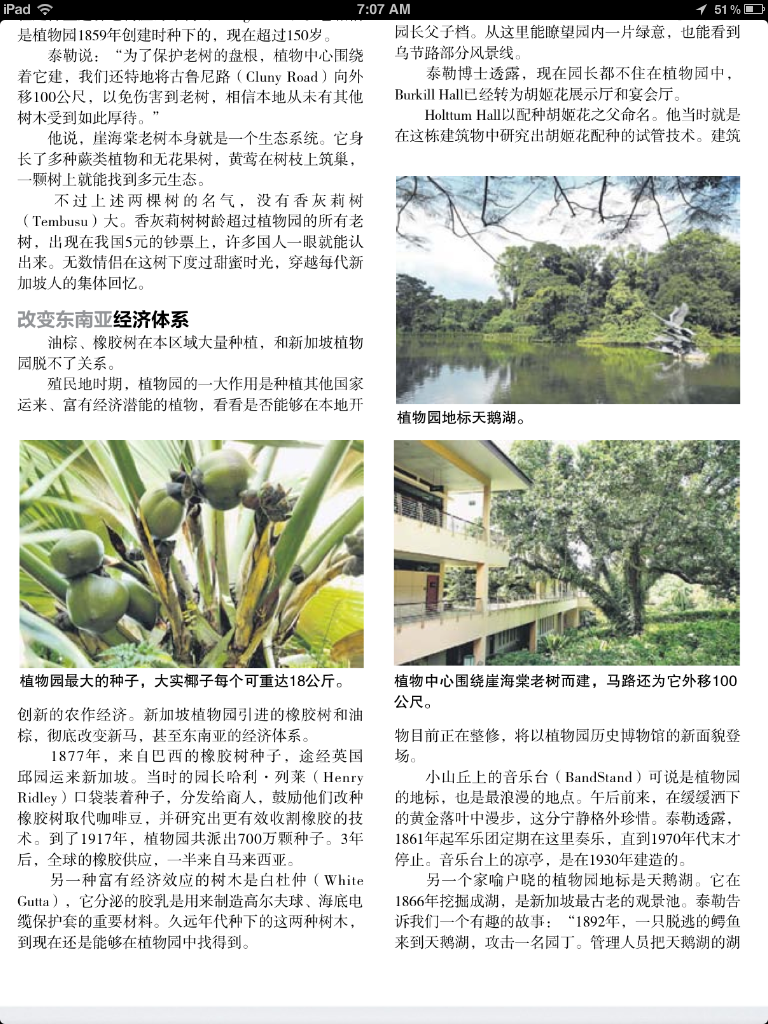 iPad
7:07 AM
51%
是植物园1859年创建时种下的，现在超过150岁。
泰勒说：“为了保护老树的盘根，植物中心围绕
着它建，我们还特地将古鲁尼路（Cluny Road）向外
移100公尺，以免伤害到老树，相信本地从未有其他
树木受到如此厚待。”
他说，崖海棠老树本身就是一个生态系统。它身
长了多种蕨类植物和无花果树，黄莺在树枝上筑巢，
一颗树上就能找到多元生态。
不过上述两棵树的名气，没有香灰莉树
（Tembusu）大。香灰莉树树龄超过植物园的所有老
树，出现在我国5元的钞票上，许多国人一眼就能认
出来。无数情侣在这树下度过甜蜜时光，穿越每代新
加坡人的集体回忆。
改变东南亚经济体系
油棕、橡胶树在本区域大量种植，和新加坡植物
园脱不了关系。
殖民地时期，植物园的一大作用是种植其他国家
运来、富有经济潜能的植物，看看是否能够在本地开
植物园最大的种子，大实椰子每个可重达18公斤。
创新的农作经济。新加坡植物园引进的橡胶树和油
棕，彻底改变新马，甚至东南亚的经济体系。
1877年，来自巴西的橡胶树种子，途经英国
邱园运来新加坡。当时的园长哈利·列莱（Henry
Ridley）口袋装着种子，分发给商人，鼓励他们改种
橡胶树取代咖啡豆，并研究出更有效收割橡胶的技
术。到了1917年，植物园共派出700万颗种子。3年
后，全球的橡胶供应，一半来自马来西亚。
另一种富有经济效应的树木是白杜仲（White
Gutta），它分泌的胶乳是用来制造高尔夫球、海底电
缆保护套的重要材料。久远年代种下的这两种树木，
到现在还是能够在植物园中找得到。
园长父子档。从这里能瞭望园内一片绿意，也能看到
乌节路部分风景线。
泰勒博士透露，现在园长都不住在植物园中，
Burkill Hall已经转为胡姬花展示厅和宴会厅。
Holttum Hall以配种胡姬花之父命名。他当时就是
在这栋建筑物中研究出胡姬花配种的试管技术。建筑
植物园地标天鹅湖。
植物中心围绕崖海棠老树而建，马路还为它外移100
公尺。
物目前正在整修，将以植物园历史博物馆的新面貌登
场。
小山丘上的音乐台（BandStand）可说是植物园
的地标，也是最浪漫的地点。午后前来，在缓缓洒下
的黄金落叶中漫步，这分宁静格外珍惜。泰勒透露，
1861年起军乐团定期在这里奏乐，直到1970年代末才
停止。音乐台上的凉亭，是在1930年建造的。
另一个家喻户晓的植物园地标是天鹅湖。它在
1866年挖掘成湖，是新加坡最古老的观景池。泰勒告
诉我们一个有趣的故事：“1892年，一只脱逃的鳄鱼
来到天鹅湖，攻击一名园丁。管理人员把天鹅湖的湖